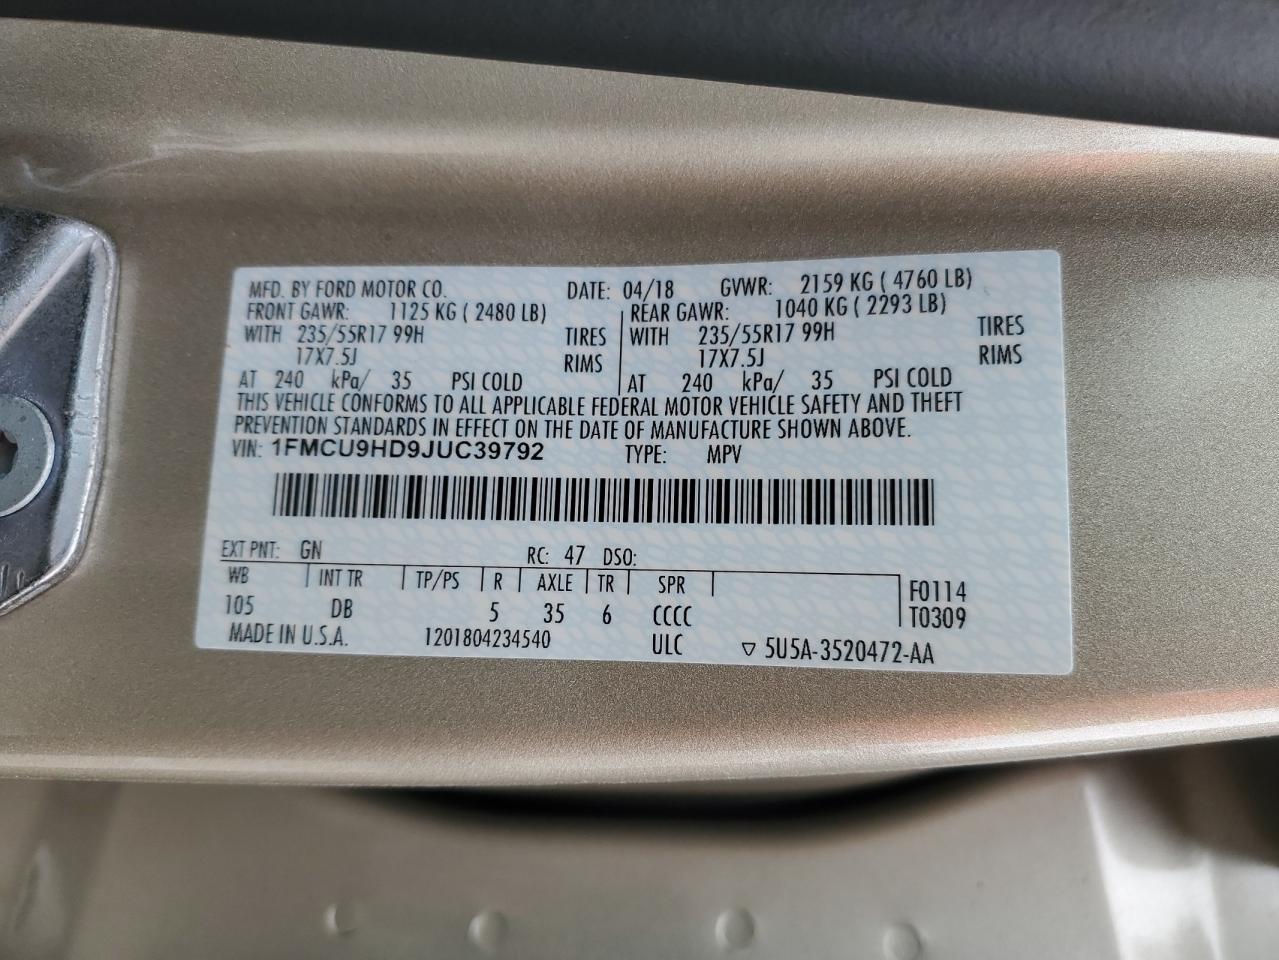 MFD. BY FORD MOTOR CO. DATE: 04/18 GVWR: 2159 KG ( 4760 LB)
FRONT GAWR: 1125 KG ( 2480 LB) REAR GAWR: 1040 KG ( 2293 LB)
WITH 235/55R17 99H TIRES WITH 235/55R17 99H TIRES
17X7.5J RIMS 17X7.5J RIMS
AT 240 kPa/ 35 PSI COLD AT 240 kPa/ 35 PSI COLD
THIS VEHICLE CONFORMS TO ALL APPLICABLE FEDERAL MOTOR VEHICLE SAFETY AND THEFT
PREVENTION STANDARDS IN EFFECT ON THE DATE OF MANUFACTURE SHOWN ABOVE.
VIN: 1FMCU9HD9JUC39792 TYPE: MPV
EXT PNT: GN RC: 47 DSO:
WB INT TR TP/PS R AXLE TR SPR F0114
105 DB 5 35 6 CCCC T0309
MADE IN U.S.A. 1201804234540 ULC ▽ 5U5A-3520472-AA